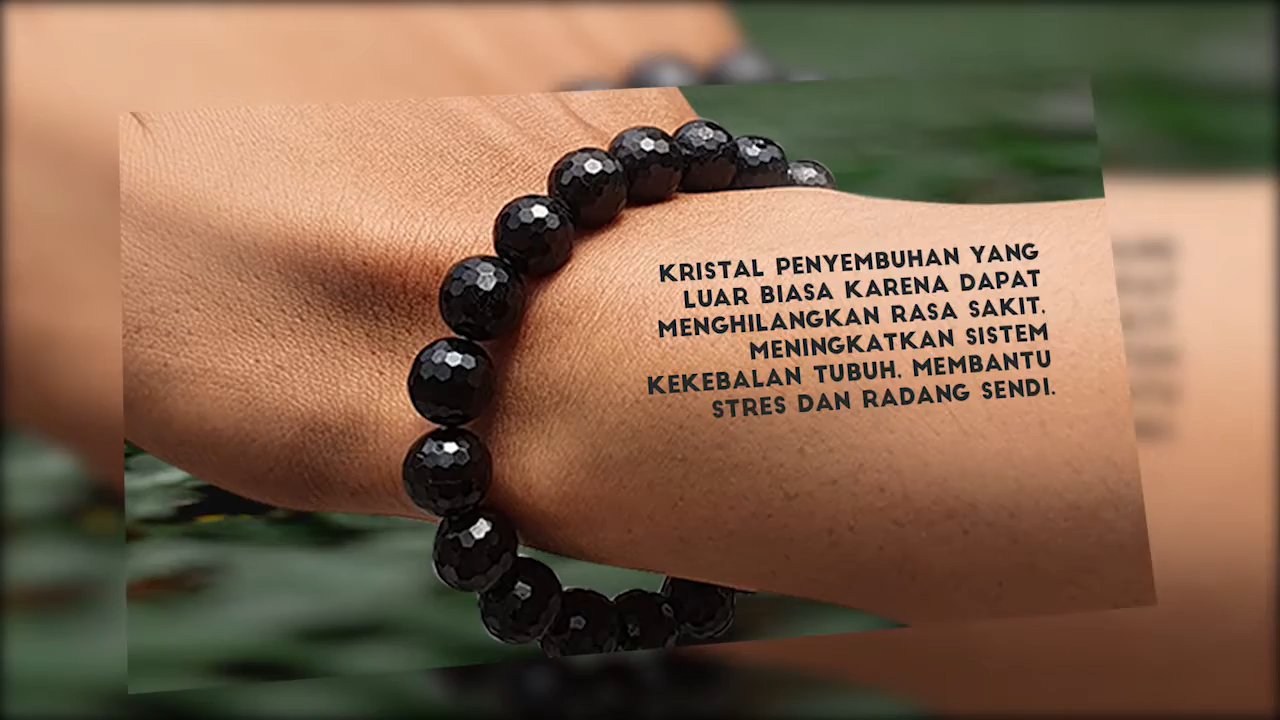 KRISTAL PENYEMBUHAN YANG
LUAR BIASA KARENA DAPAT
MENGHILANGKAN RASA SAKIT.
MENINGKATKAN SISTEM
KEKEBALAN TUBUH. MEMBANTU
STRES DAN RADANG SENDI.